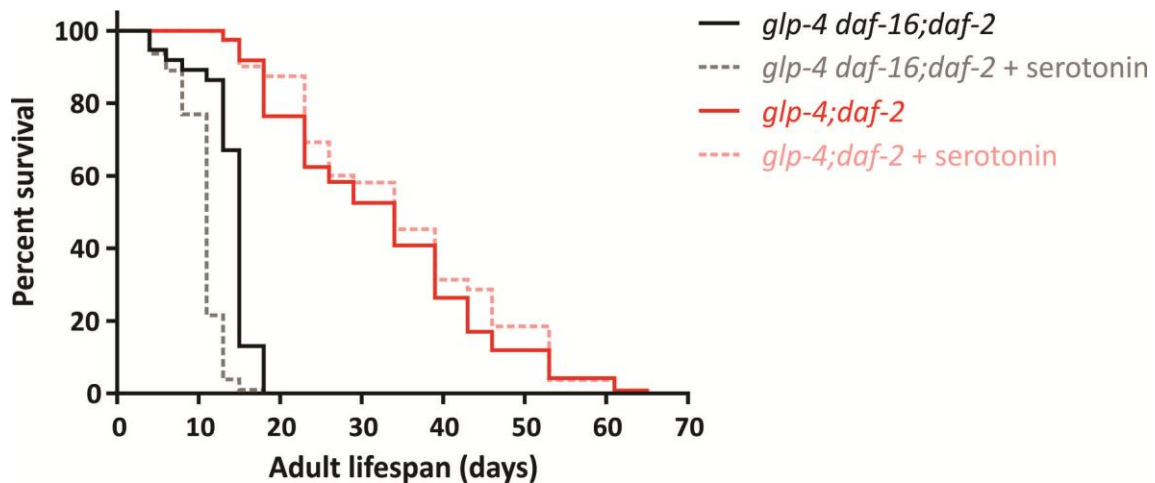 glp-4 daf-16;daf-2
glp-4 daf-16;daf-2 + serotonin
glp-4;daf-2
glp-4;daf-2 + serotonin
Percent survival
100
80
60
40
20
0
0 10 20 30 40 50 60 70
Adult lifespan (days)